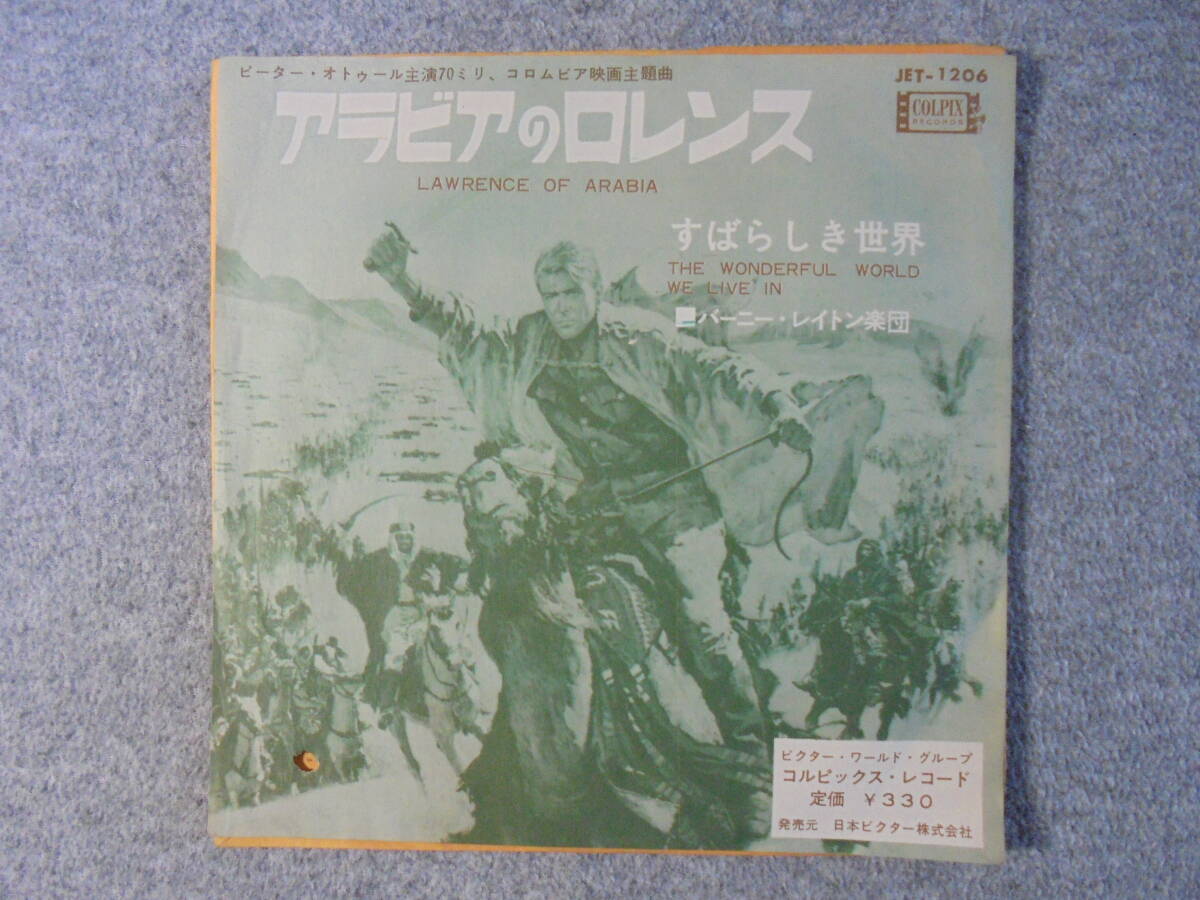 ピーター・オトゥール主演70ミリ、コロムビア映画主題曲
JET-1206
COLPIX
RECORDS
アラビアのロレンス
LAWRENCE OF ARABIA
すばらしき世界
THE WONDERFUL WORLD
WE LIVE IN
バーニー・レイトン楽団
ビクター・ワールド・グループ
コルピックス・レコード
定価 ¥330
発売元 日本ビクター株式会社